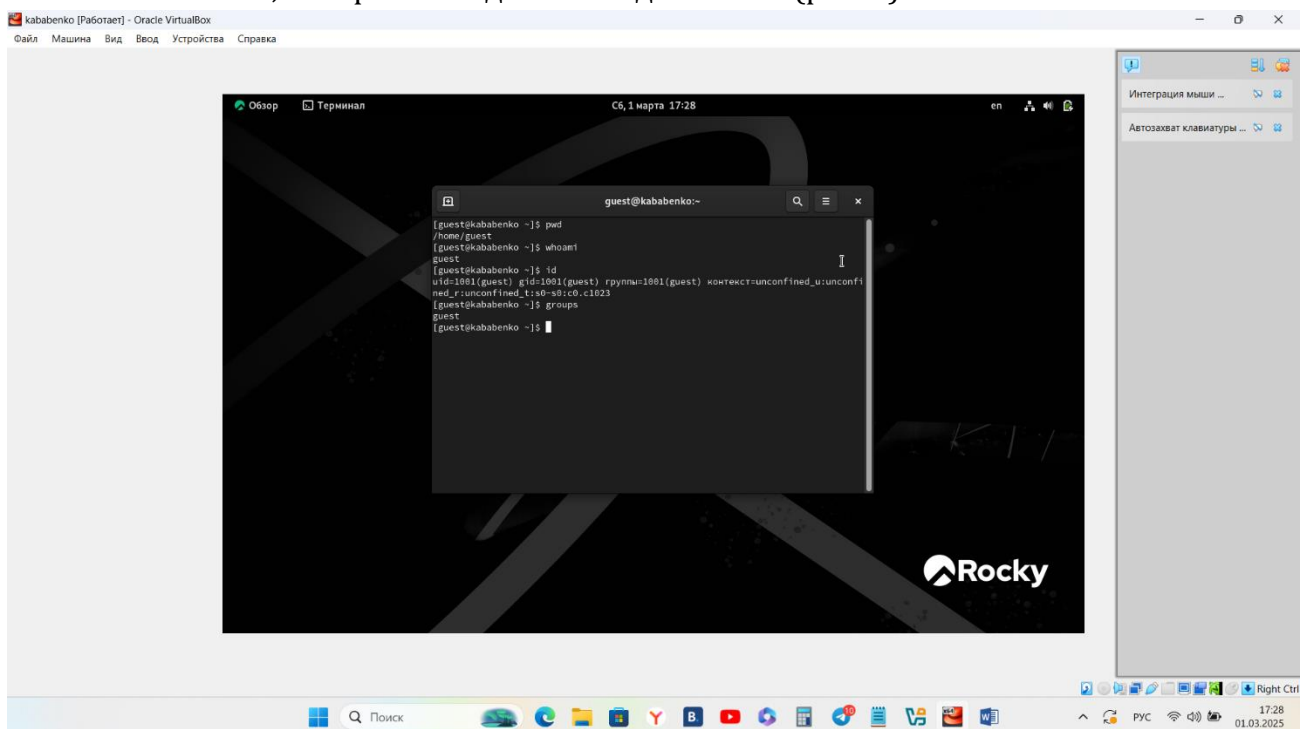 kababenko [Работает] - Oracle VirtualBox
Файл Машина Вид Ввод Устройства Справка
Обзор Терминал Сб, 1 марта 17:28 en
Интеграция мыши ...
Автозахват клавиатуры ...
guest@kababenko:~
[guest@kababenko ~]$ pwd
/home/guest
[guest@kababenko ~]$ whoami
guest
[guest@kababenko ~]$ id
uid=1001(guest) gid=1001(guest) группы=1001(guest) контекст=unconfined_u:unconfi
ned_r:unconfined_t:s0-s0:c0.c1023
[guest@kababenko ~]$ groups
guest
[guest@kababenko ~]$
Rocky
Right Ctrl
Поиск
РУС
17:28
01.03.2025